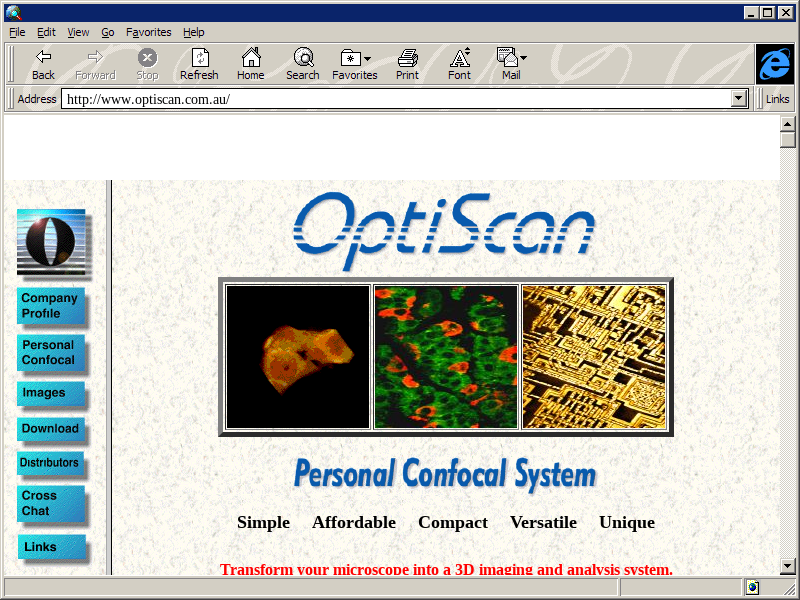 File Edit View Go Favorites Help
Back Forward Stop Refresh Home Search Favorites Print Font Mail
Address http://www.optiscan.com.au/ Links
OptiScan
Company
Profile
Personal
Confocal
Images
Download
Distributors
Cross
Chat
Links
Personal Confocal System
Simple Affordable Compact Versatile Unique
Transform your microscope into a 3D imaging and analysis system.